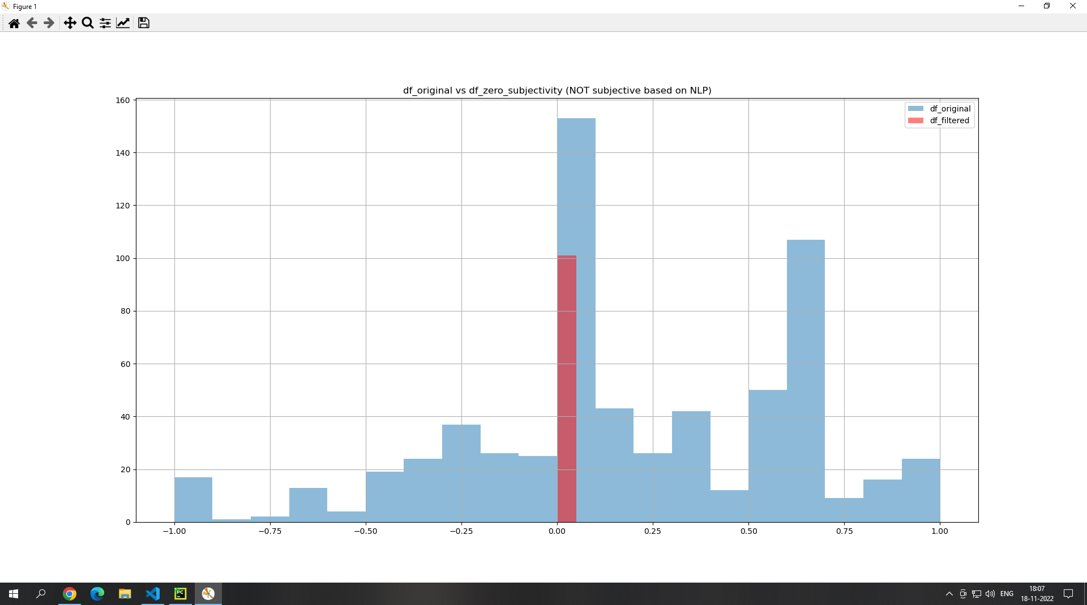 Figure 1
df_original vs df_zero_subjectivity (NOT subjective based on NLP)
df_original
df_filtered
160
140
120
100
80
60
40
20
0
−1.00 −0.75 −0.50 −0.25 0.00 0.25 0.50 0.75 1.00
ENG
18:07
18-11-2022